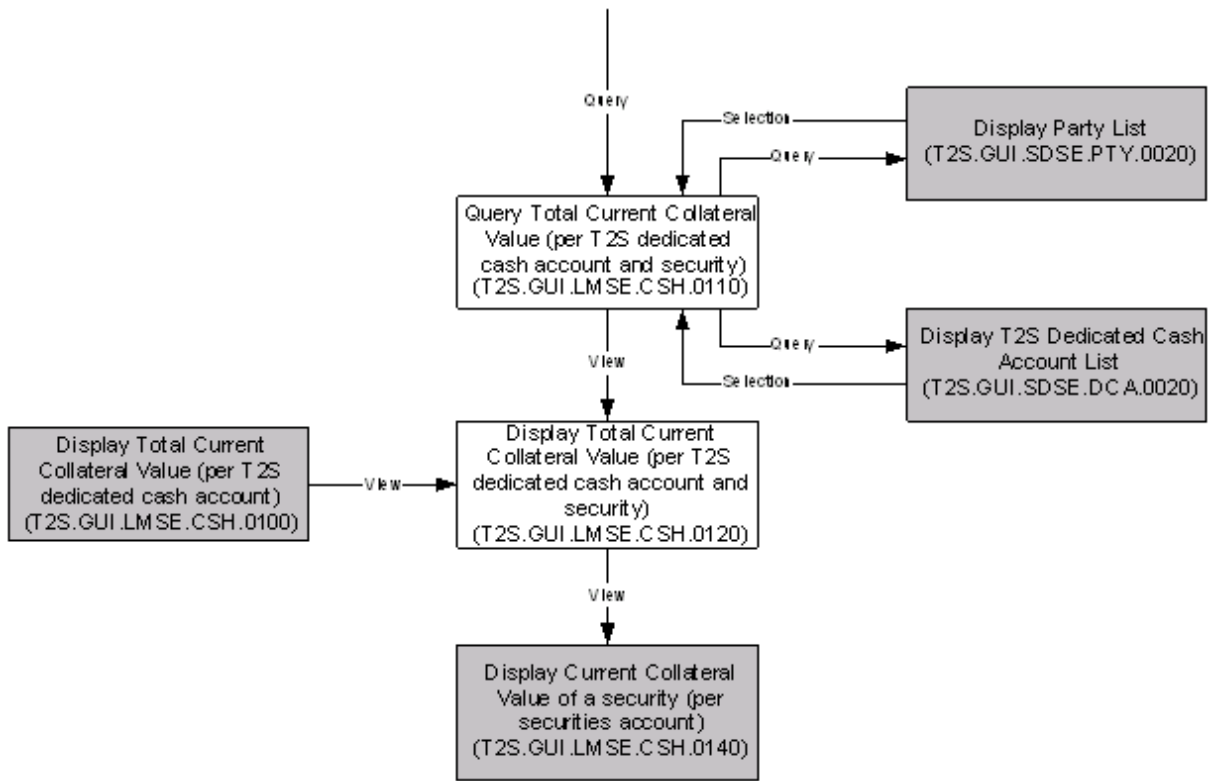 Query
Selection
Display Party List
(T2S.GUI.SDSE.PTY.0020)
Query
Query Total Current Collateral
Value (per T2S dedicated
cash account and security)
(T2S.GUI.LMSE.CSH.0110)
Query
Selection
Display T2S Dedicated Cash
Account List
(T2S.GUI.SDSE.DCA.0020)
View
Display Total Current
Collateral Value (per T2S
dedicated cash account)
(T2S.GUI.LMSE.CSH.0100)
View
Display Total Current
Collateral Value (per T2S
dedicated cash account and
security)
(T2S.GUI.LMSE.CSH.0120)
View
Display Current Collateral
Value of a security (per
securities account)
(T2S.GUI.LMSE.CSH.0140)